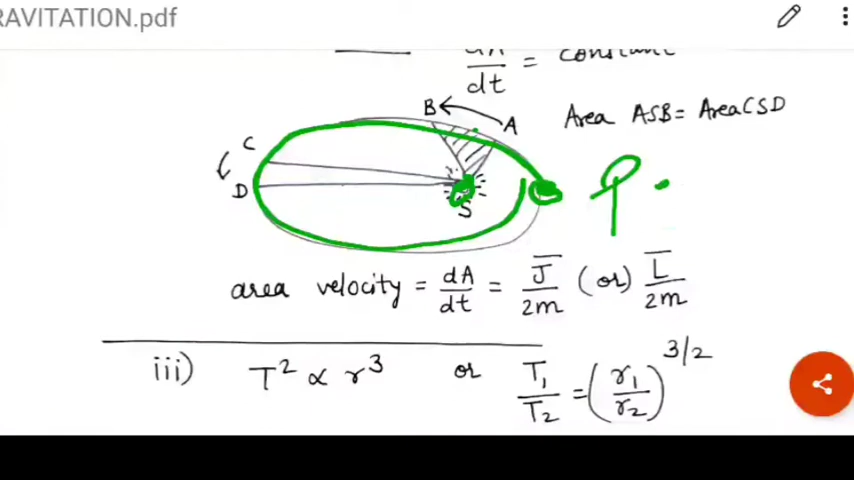 RAVITATION.pdf
dA/dt = constant
B A
Area ASB = Area CSD
C
D
S
P
area velocity = dA/dt = J̅/2m (or) L̅/2m
iii) T² ∝ r³ or T₁/T₂ = (r₁/r₂)^3/2